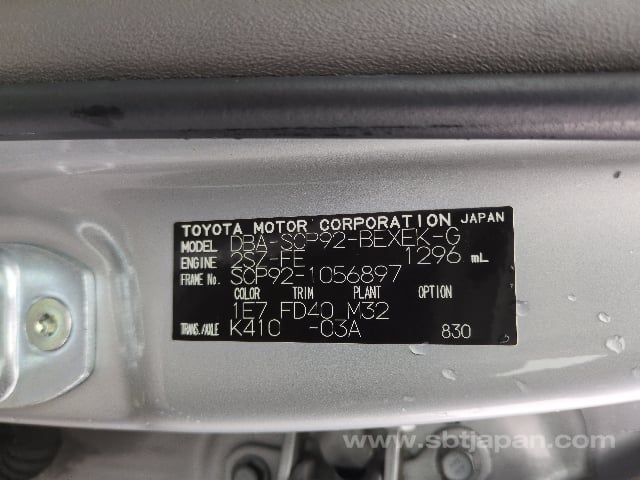 TOYOTA MOTOR CORPORATION JAPAN
MODEL DBA-SCP92-BEXEK-G
ENGINE 2SZ-FE 1296 mL
FRAME No. SCP92-1056897
COLOR TRIM PLANT OPTION
1E7 FD40 M32
TRANS./AXLE K410 -03A 830
www.sbtjapan.com